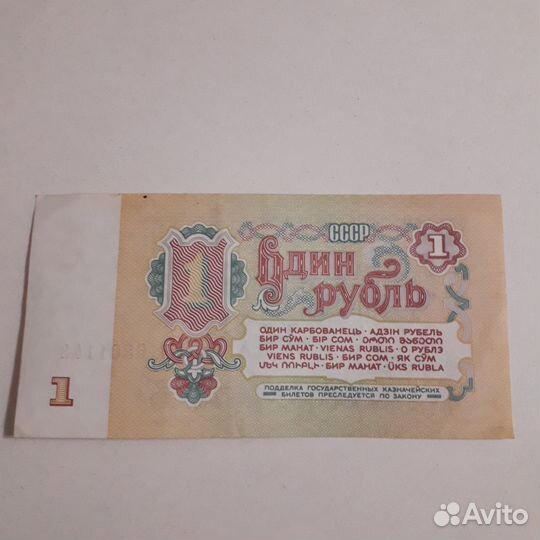 СССР
1
1
Один
рубль
ОДИН КАРБОВАНЕЦЬ · АДЗІН РУБЕЛЬ
БИР СЎМ · БІР СОМ · ᲔᲠᲗᲘ ᲛᲐᲜᲔᲗᲘ
БИР МАНАТ · VIENAS RUBLIS · О РУБЛЭ
VIENS RUBLIS · БИР СОМ · ЯК СӮМ
ՄԵԿ ՌՈՒԲԼԻ · БИР МАНАТ · ÜKS RUBLA
1
ПОДДЕЛКА ГОСУДАРСТВЕННЫХ КАЗНАЧЕЙСКИХ
БИЛЕТОВ ПРЕСЛЕДУЕТСЯ ПО ЗАКОНУ
Avito